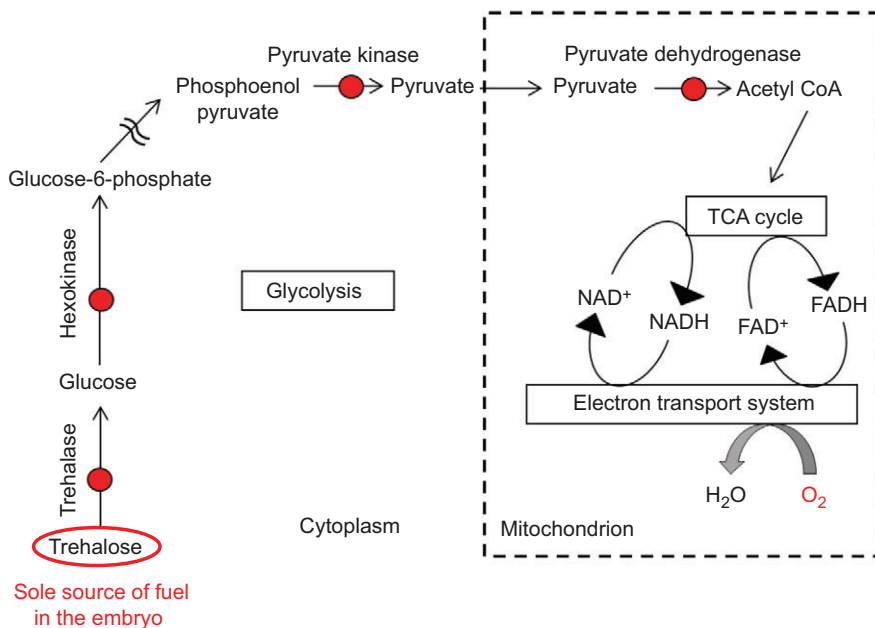 Pyruvate kinase
Pyruvate dehydrogenase
Phosphoenol
pyruvate
Pyruvate
Pyruvate
Acetyl CoA
Glucose-6-phosphate
TCA cycle
Hexokinase
Glycolysis
NAD⁺
NADH
FAD⁺
FADH
Glucose
Electron transport system
Trehalase
H₂O
O₂
Cytoplasm
Mitochondrion
Trehalose
Sole source of fuel
in the embryo